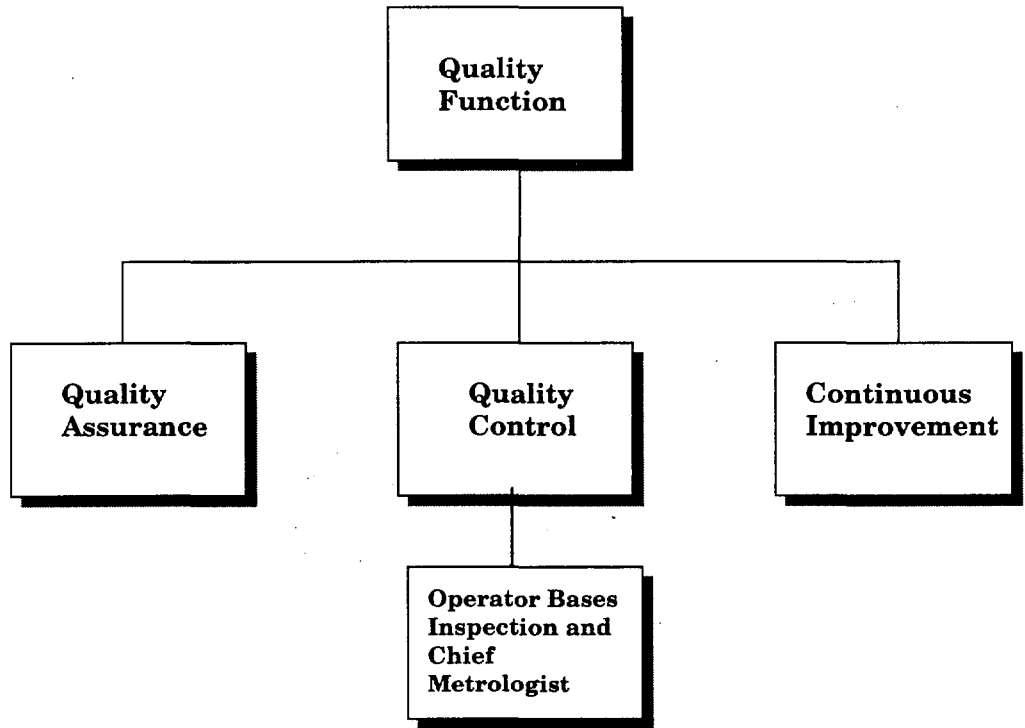 Quality
Function
Quality
Assurance
Quality
Control
Continuous
Improvement
Operator Bases
Inspection and
Chief
Metrologist